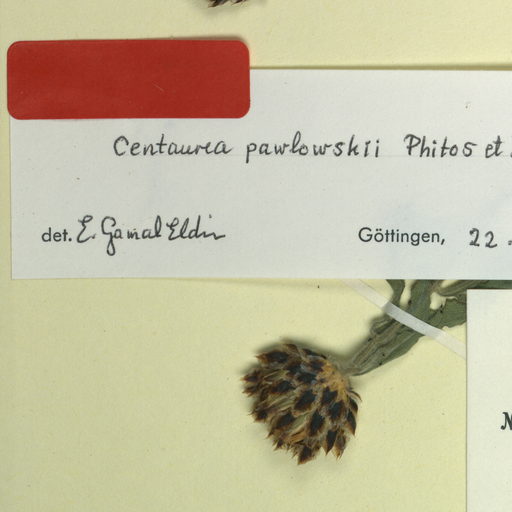 Centaurea pawlowskii Phitos et
det. E. Gamal Eldin
Göttingen, 22.
N